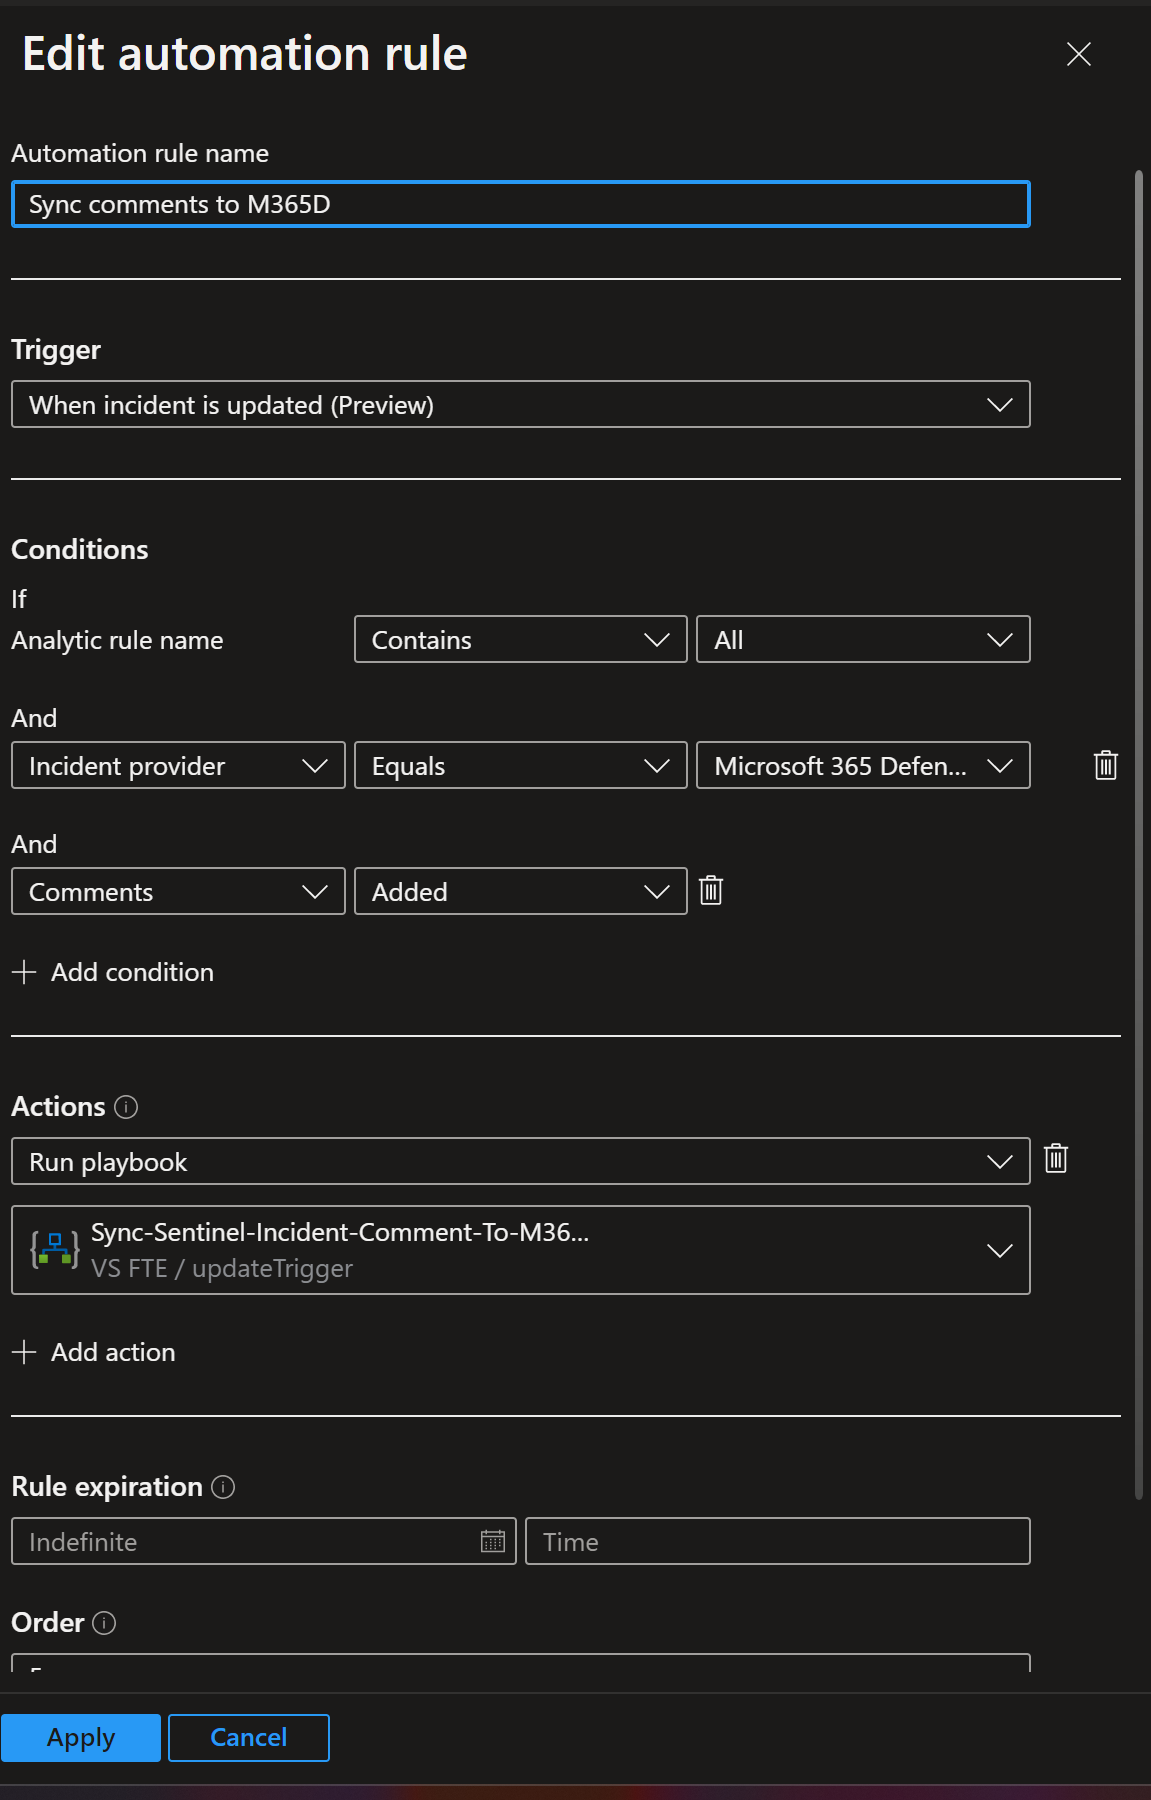 Edit automation rule
Automation rule name
Sync comments to M365D
Trigger
When incident is updated (Preview)
Conditions
If
Analytic rule name Contains All
And
Incident provider Equals Microsoft 365 Defen...
And
Comments Added
Add condition
Actions
Run playbook
Sync-Sentinel-Incident-Comment-To-M36...
VS FTE / updateTrigger
Add action
Rule expiration
Indefinite Time
Order
Apply Cancel